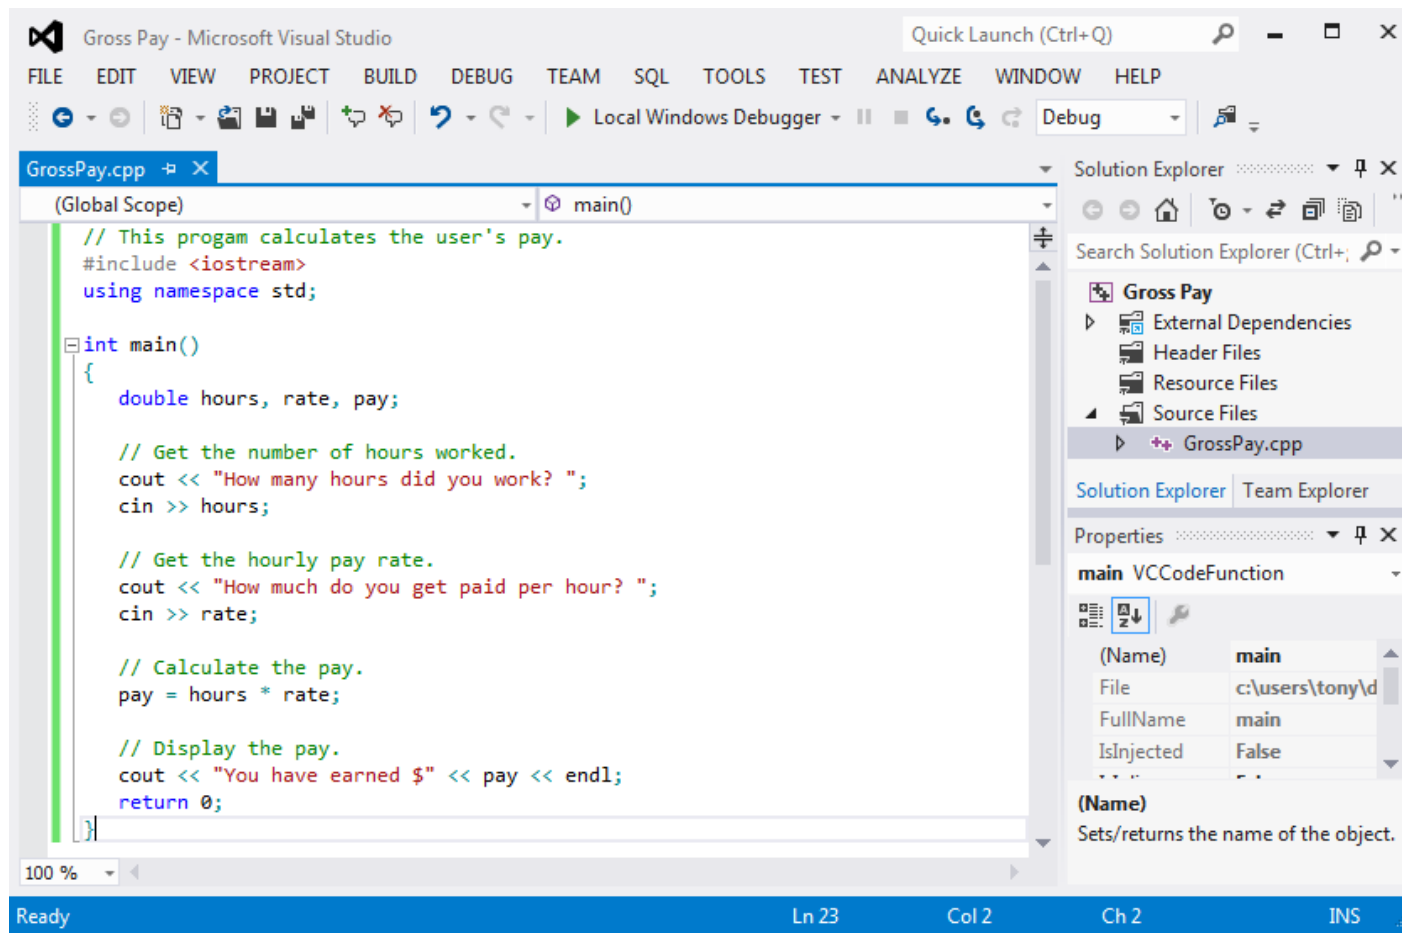 Gross Pay - Microsoft Visual Studio
Quick Launch (Ctrl+Q)
FILE EDIT VIEW PROJECT BUILD DEBUG TEAM SQL TOOLS TEST ANALYZE WINDOW HELP
Local Windows Debugger
Debug
GrossPay.cpp
(Global Scope)
main()
// This progam calculates the user's pay.
#include <iostream>
using namespace std;
int main()
{
double hours, rate, pay;
// Get the number of hours worked.
cout << "How many hours did you work? ";
cin >> hours;
// Get the hourly pay rate.
cout << "How much do you get paid per hour? ";
cin >> rate;
// Calculate the pay.
pay = hours * rate;
// Display the pay.
cout << "You have earned $" << pay << endl;
return 0;
}
100 %
Solution Explorer
Search Solution Explorer (Ctrl+;
Gross Pay
External Dependencies
Header Files
Resource Files
Source Files
GrossPay.cpp
Solution Explorer Team Explorer
Properties
main VCCodeFunction
(Name) main
File c:\users\tony\d
FullName main
IsInjected False
(Name)
Sets/returns the name of the object.
Ready Ln 23 Col 2 Ch 2 INS